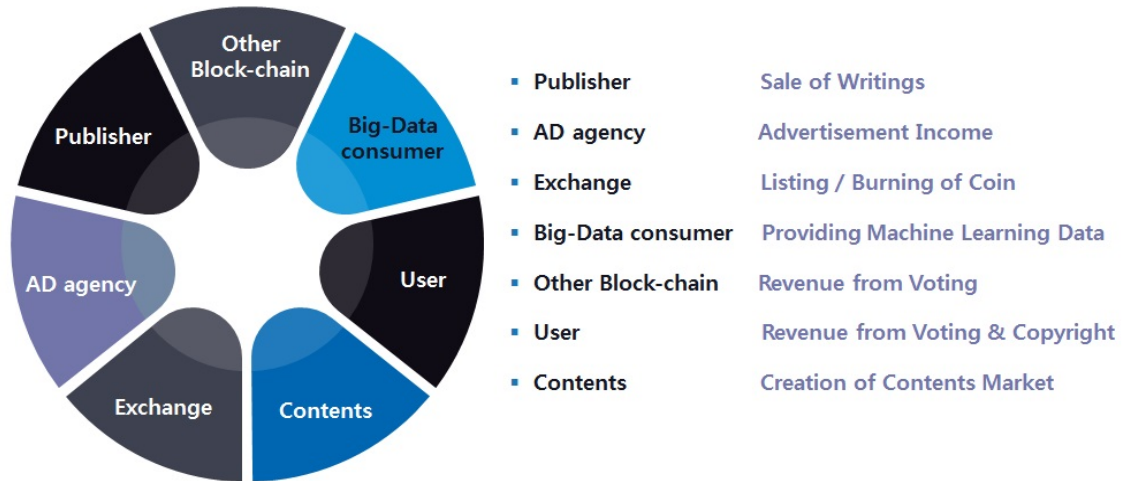 Other
Block-chain
Big-Data
consumer
User
Contents
Exchange
AD agency
Publisher
▪ Publisher Sale of Writings
▪ AD agency Advertisement Income
▪ Exchange Listing / Burning of Coin
▪ Big-Data consumer Providing Machine Learning Data
▪ Other Block-chain Revenue from Voting
▪ User Revenue from Voting & Copyright
▪ Contents Creation of Contents Market